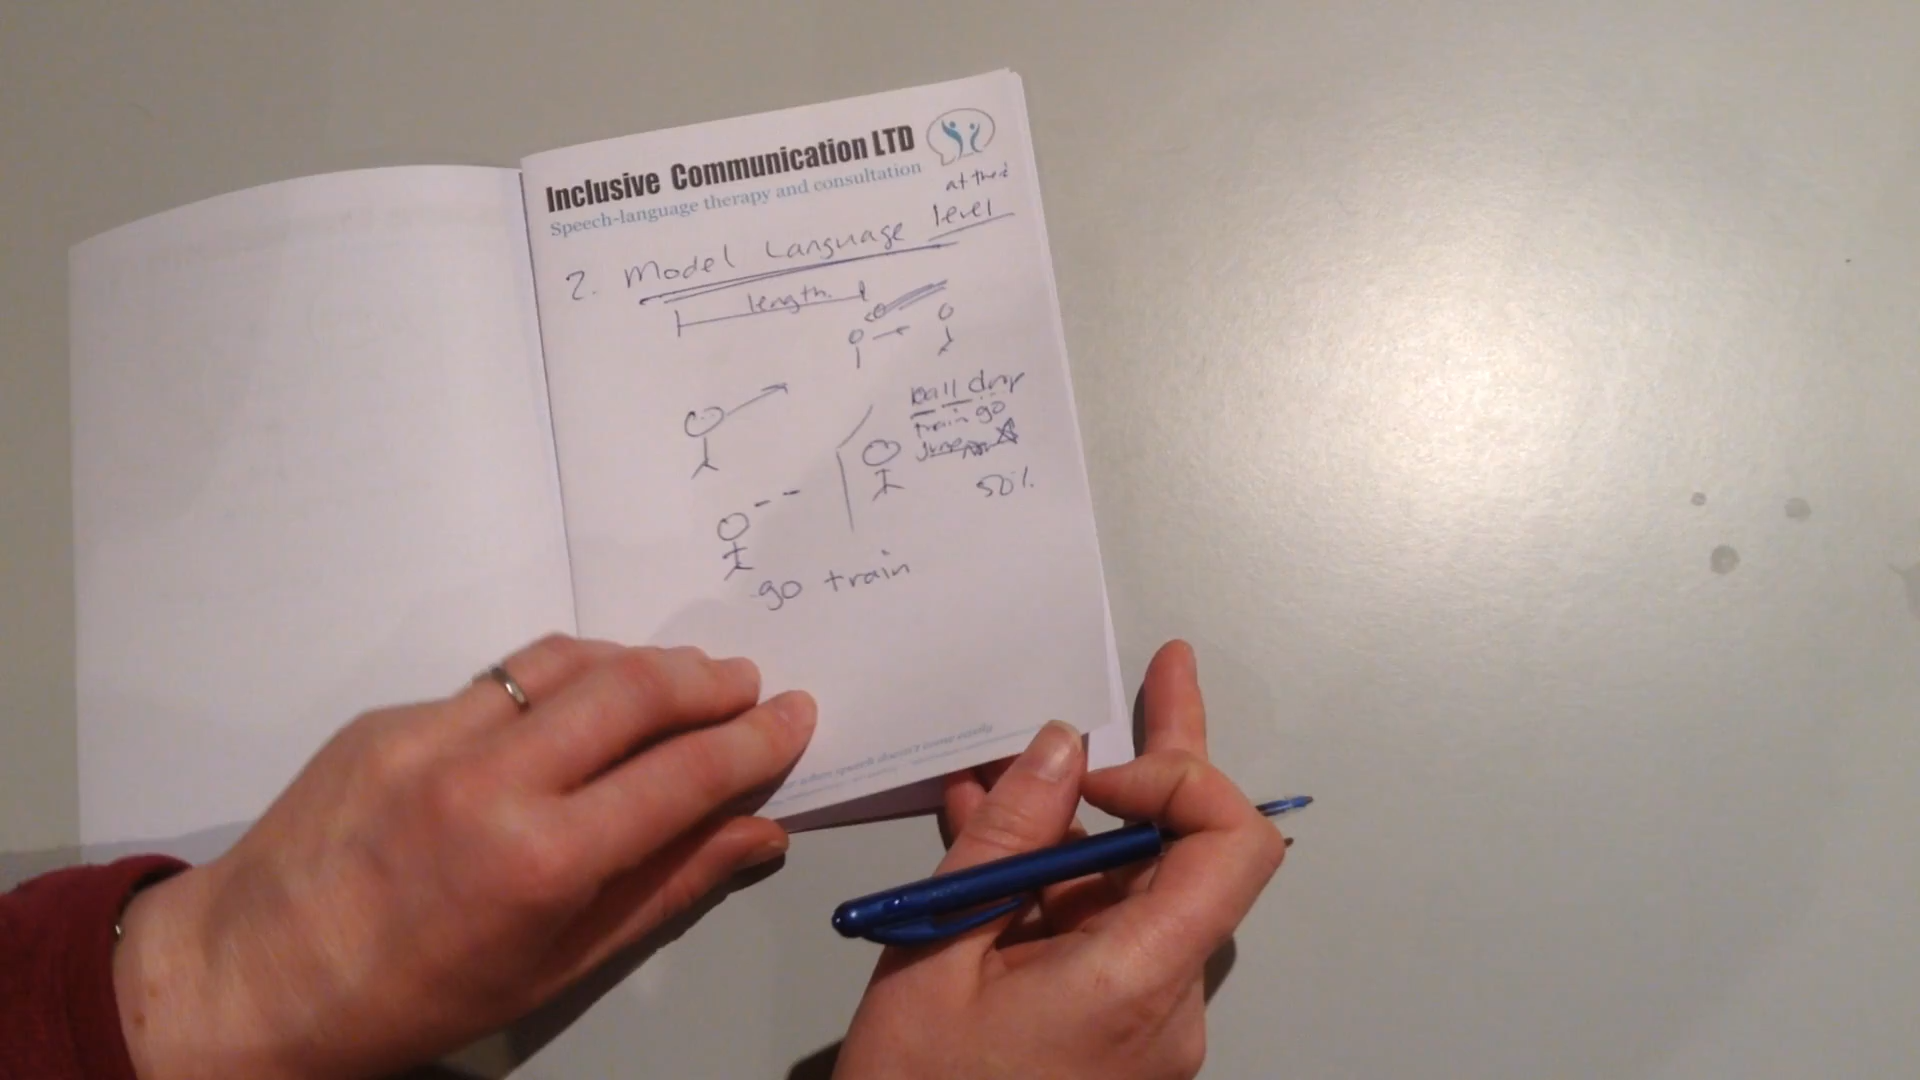 Inclusive Communication LTD
Speech-language therapy and consultation
at their
2. Model Language level
length
ball drop
train go
50%
go train